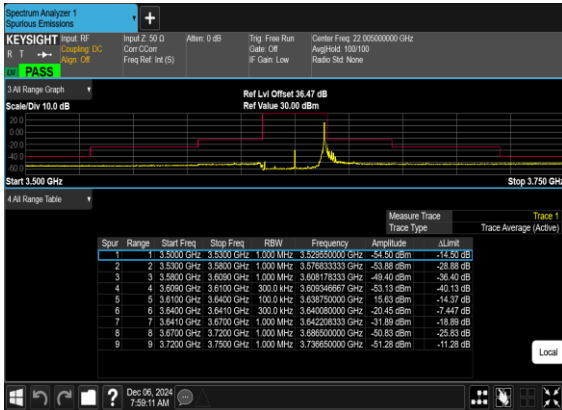 Spectrum Analyzer 1
Spurious Emissions
+
KEYSIGHT Input: RF Input Z: 50 Ω Atten: 0 dB Trig: Free Run Center Freq: 22.005000000 GHz
R T Coupling: DC Corr CCorr Gate: Off Avg|Hold: 100/100
Align: Off Freq Ref: Int (S) IF Gain: Low Radio Std: None
PASS
3 All Range Graph Ref Lvl Offset 36.47 dB
Scale/Div 10.0 dB Ref Value 30.00 dBm
20.0
0.00
-20.0
-40.0
-60.0
Start 3.500 GHz Stop 3.750 GHz
4 All Range Table
Measure Trace Trace 1
Trace Type Trace Average (Active)
Spur Range Start Freq Stop Freq RBW Frequency Amplitude ΔLimit
1 1 3.5000 GHz 3.5300 GHz 1.000 MHz 3.529550000 GHz -54.50 dBm -14.50 dB
2 2 3.5300 GHz 3.5800 GHz 1.000 MHz 3.576833333 GHz -53.88 dBm -28.88 dB
3 3 3.5800 GHz 3.6090 GHz 1.000 MHz 3.608178333 GHz -49.40 dBm -36.40 dB
4 4 3.6090 GHz 3.6100 GHz 300.0 kHz 3.609346667 GHz -53.13 dBm -40.13 dB
5 5 3.6100 GHz 3.6400 GHz 100.0 kHz 3.638750000 GHz 15.63 dBm -14.37 dB
6 6 3.6400 GHz 3.6410 GHz 300.0 kHz 3.640080000 GHz -20.45 dBm -7.447 dB
7 7 3.6410 GHz 3.6700 GHz 1.000 MHz 3.642208333 GHz -31.89 dBm -18.89 dB
8 8 3.6700 GHz 3.7200 GHz 1.000 MHz 3.686500000 GHz -50.83 dBm -25.83 dB
9 9 3.7200 GHz 3.7500 GHz 1.000 MHz 3.736650000 GHz -51.28 dBm -11.28 dB
Local
? Dec 06, 2024
7:59:11 AM